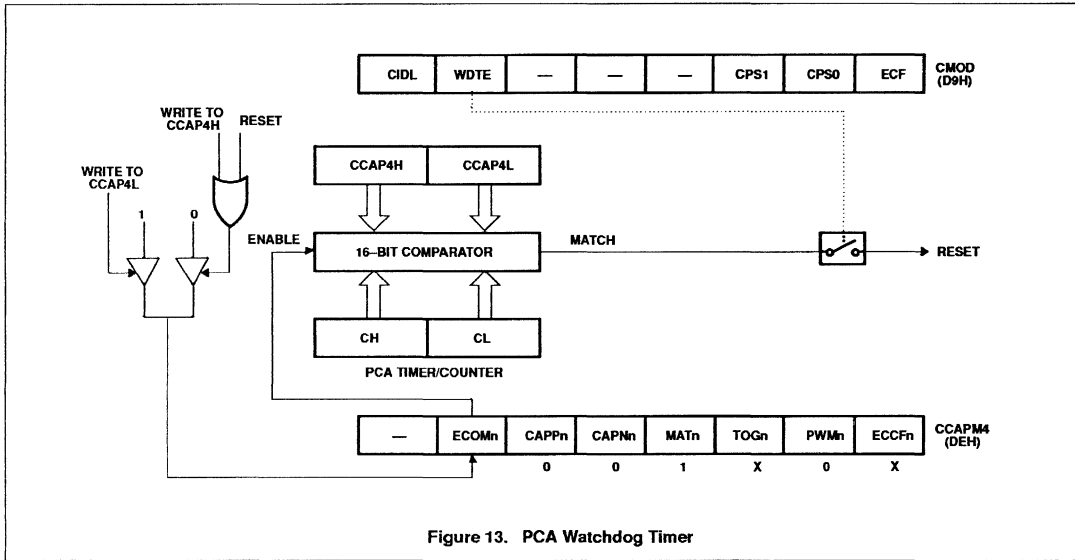 CIDL WDTE — — — CPS1 CPS0 ECF
CMOD
(D9H)
WRITE TO
CCAP4H
RESET
WRITE TO
CCAP4L
1 0
CCAP4H CCAP4L
ENABLE
16–BIT COMPARATOR
MATCH
RESET
CH CL
PCA TIMER/COUNTER
— ECOMn CAPPn CAPNn MATn TOGn PWMn ECCFn
CCAPM4
(DEH)
0 0 1 X 0 X
Figure 13. PCA Watchdog Timer